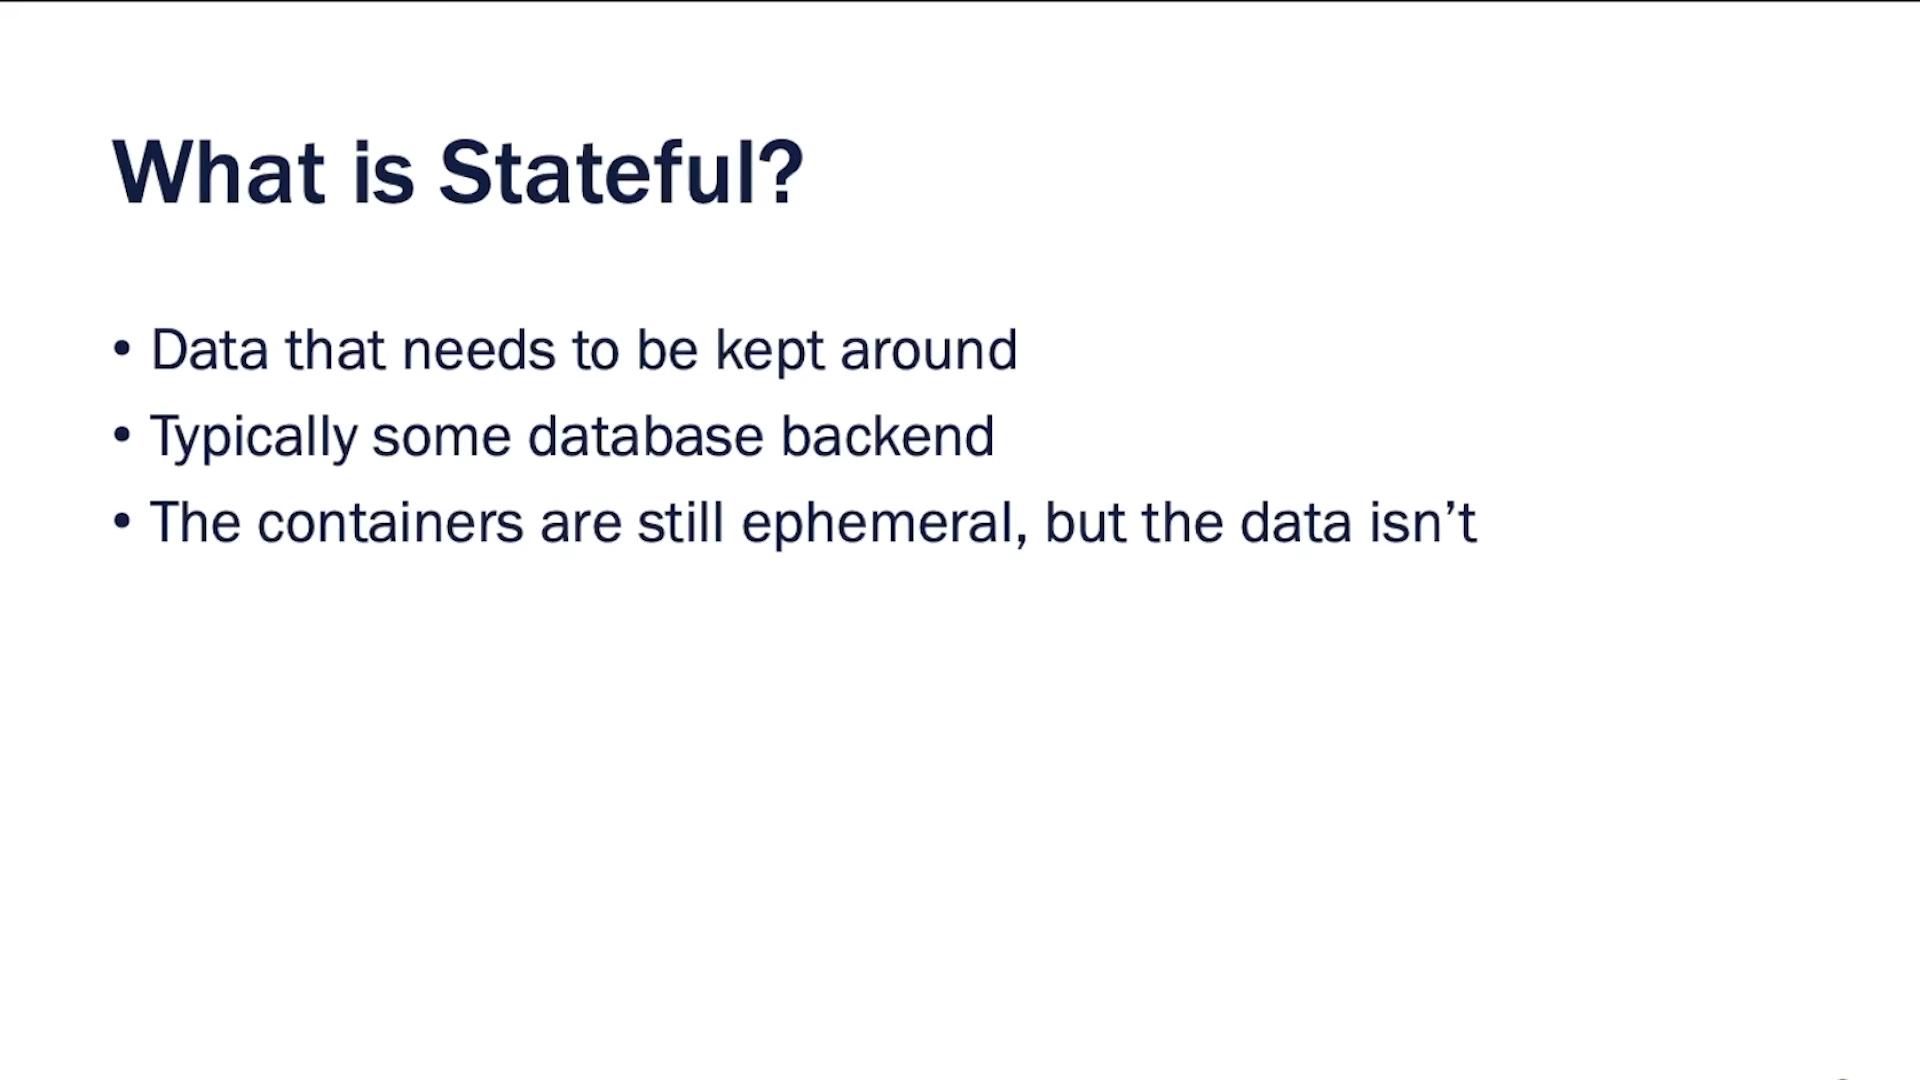 What is Stateful?
• Data that needs to be kept around
• Typically some database backend
• The containers are still ephemeral, but the data isn’t